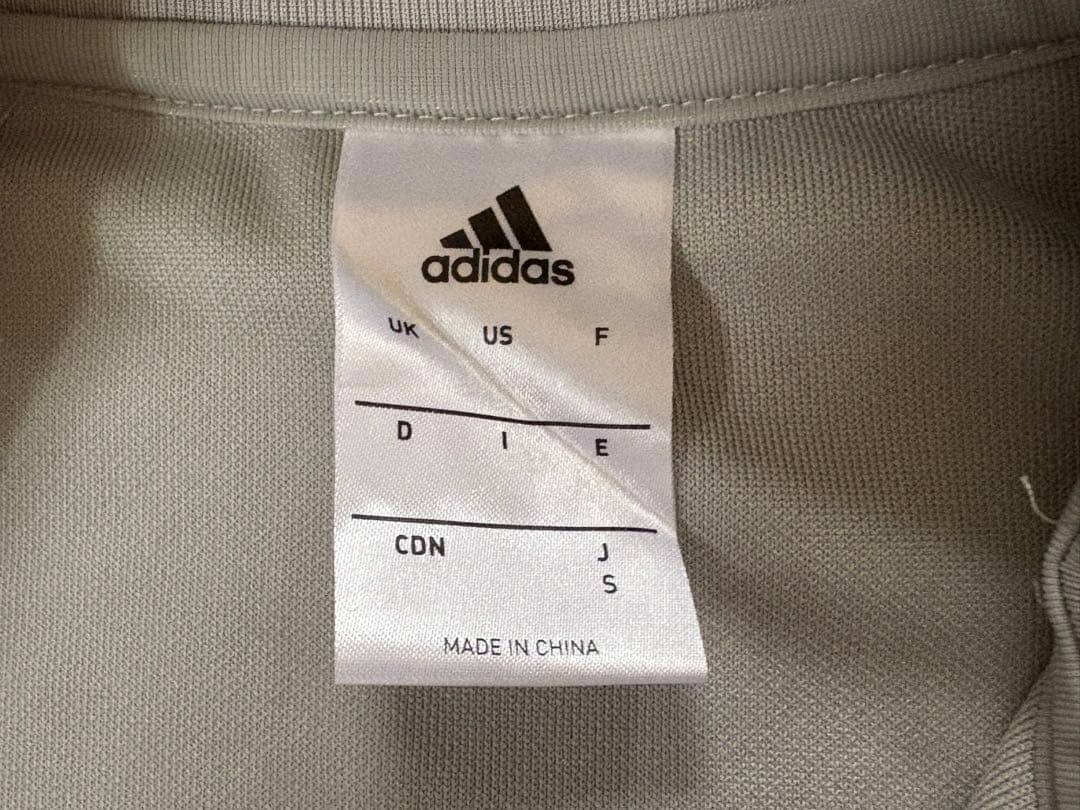 adidas
UK US F
D I E
CDN J
S
MADE IN CHINA